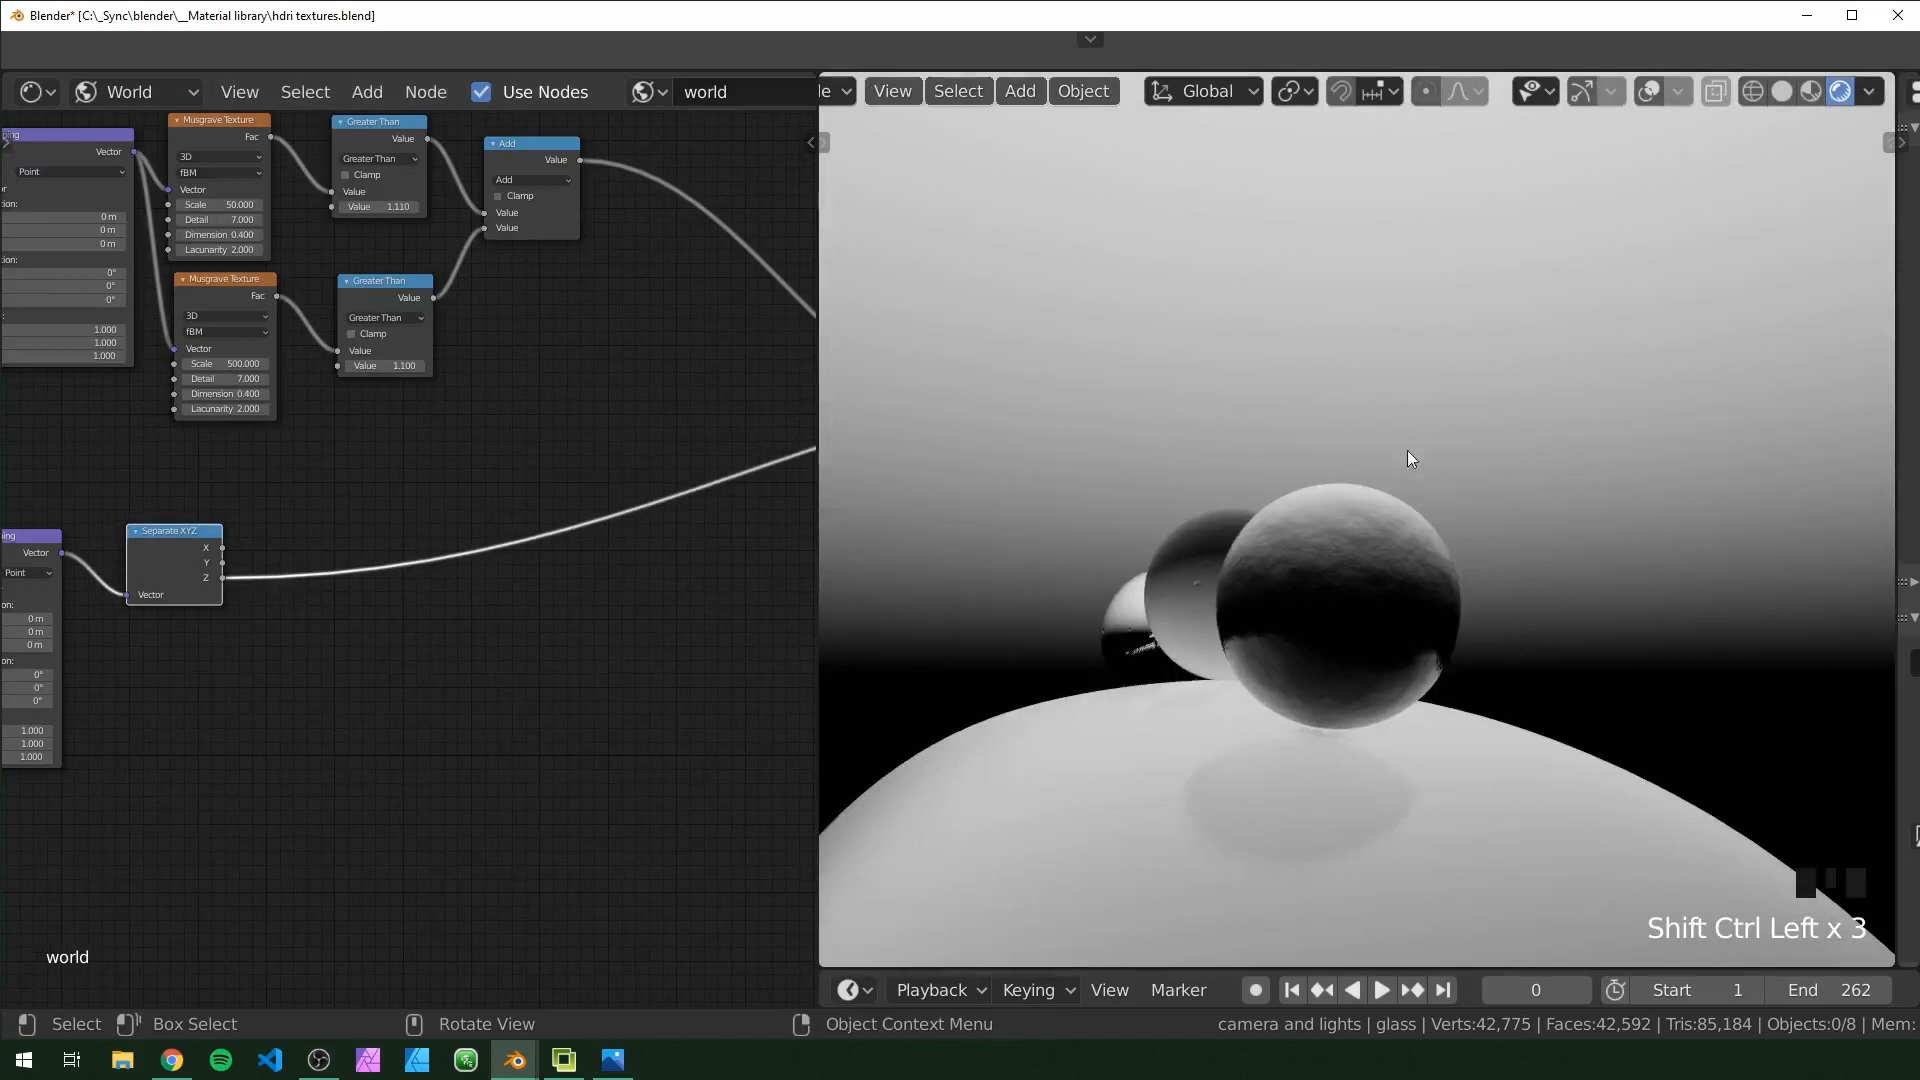 Blender* [C:\_Sync\blender\__Material library\hdri textures.blend]
World View Select Add Node Use Nodes world
View Select Add Object Global
Vector
Point
0 m
0 m
0 m
0°
0°
0°
1.000
1.000
1.000
Musgrave Texture
Fac
3D
fBM
Vector
Scale 50.000
Detail 7.000
Dimension 0.400
Lacunarity 2.000
Greater Than
Value
Greater Than
Clamp
Value
Value 1.110
Add
Value
Add
Clamp
Value
Value
Musgrave Texture
Fac
3D
fBM
Vector
Scale 500.000
Detail 7.000
Dimension 0.400
Lacunarity 2.000
Greater Than
Value
Greater Than
Clamp
Value
Value 1.100
Vector
Point
0 m
0 m
0 m
0°
0°
0°
1.000
1.000
1.000
Separate XYZ
X
Y
Z
Vector
world
Shift Ctrl Left x 3
Playback Keying View Marker 0 Start 1 End 262
Select Box Select Rotate View Object Context Menu camera and lights | glass | Verts:42,775 | Faces:42,592 | Tris:85,184 | Objects:0/8 | Mem: